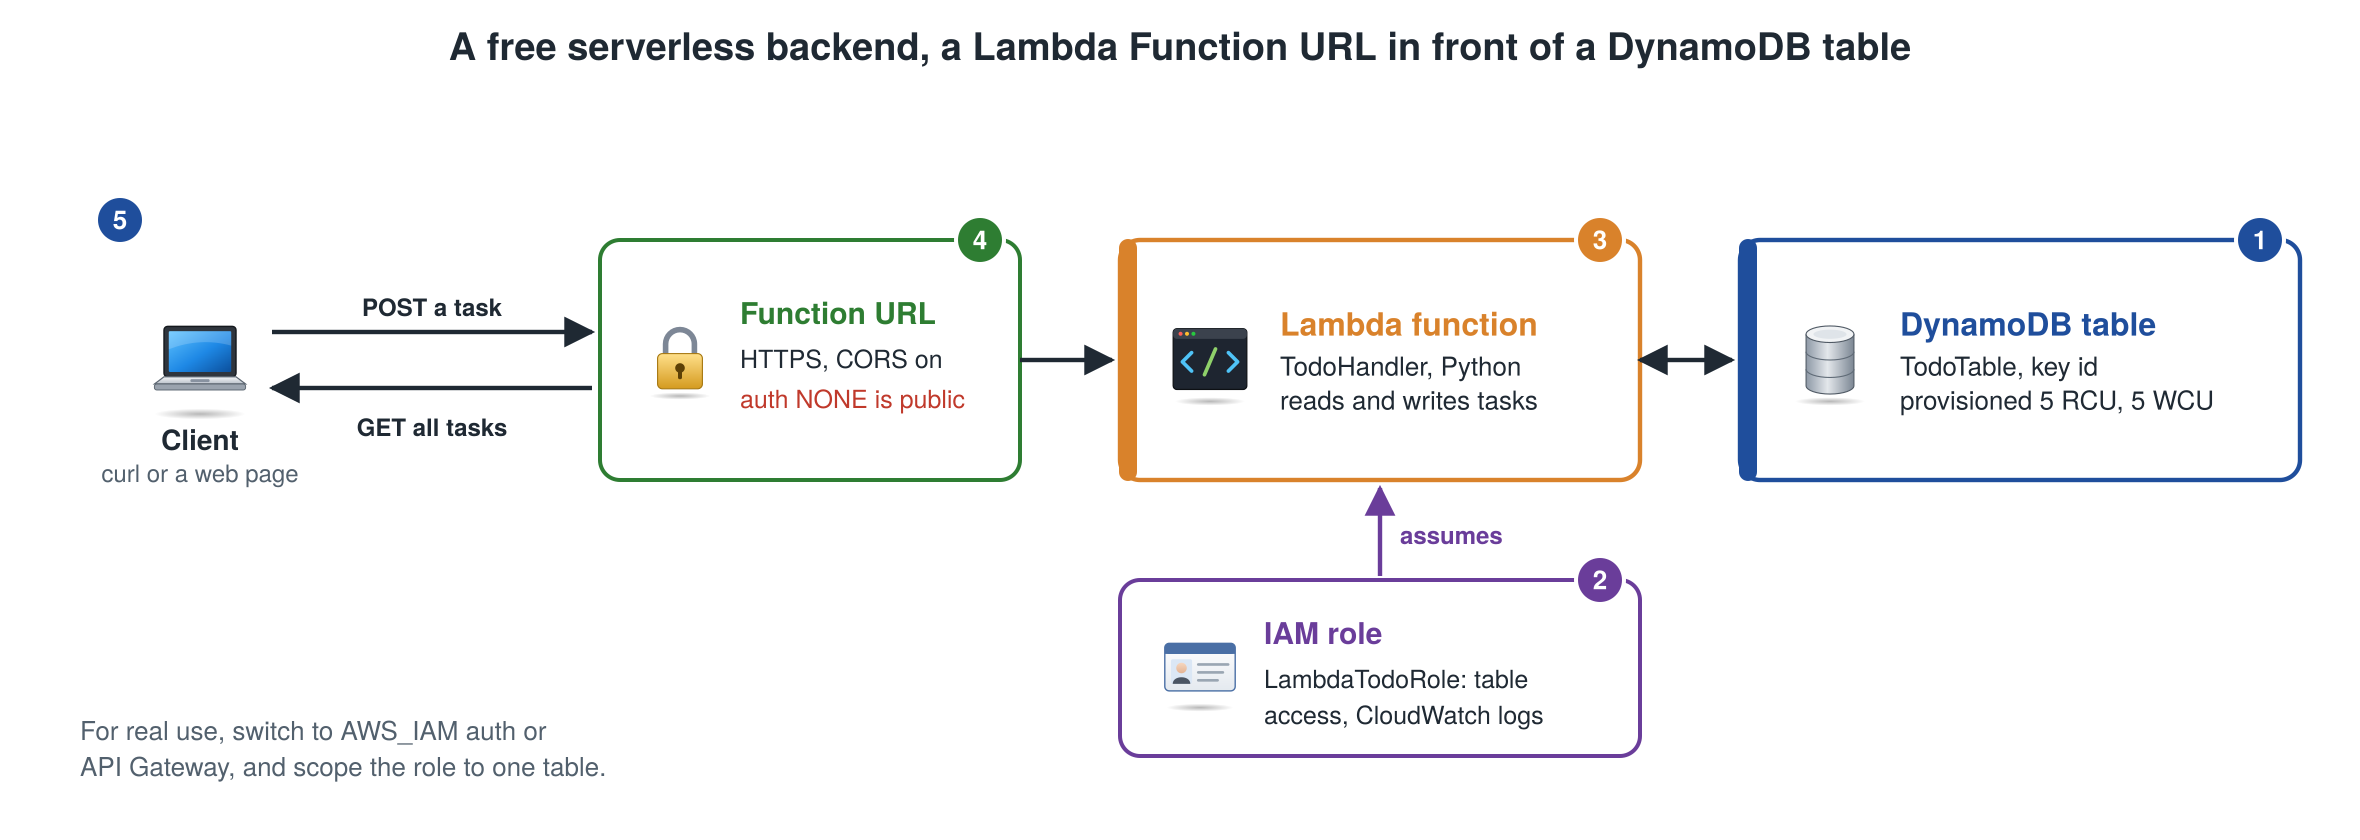 A free serverless backend, a Lambda Function URL in front of a DynamoDB table
5
POST a task
GET all tasks
Client
curl or a web page
4
Function URL
HTTPS, CORS on
auth NONE is public
3
Lambda function
TodoHandler, Python
reads and writes tasks
1
DynamoDB table
TodoTable, key id
provisioned 5 RCU, 5 WCU
assumes
2
IAM role
LambdaTodoRole: table
access, CloudWatch logs
For real use, switch to AWS_IAM auth or
API Gateway, and scope the role to one table.